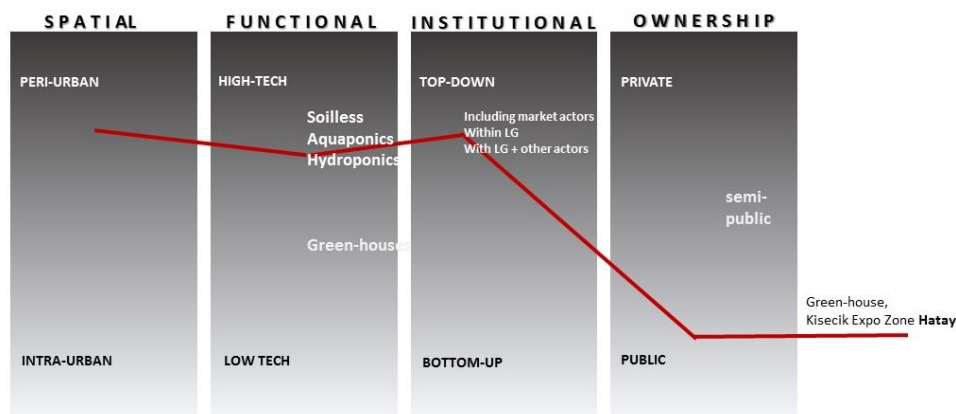 SPATIAL
FUNCTIONAL
INSTITUTIONAL
OWNERSHIP
PERI-URBAN
HIGH-TECH
TOP-DOWN
PRIVATE
Soilless
Aquaponics
Hydroponics
Including market actors
Within LG
With LG + other actors
semi-
public
Green-houses
Green-house,
Kisecik Expo Zone Hatay
INTRA-URBAN
LOW TECH
BOTTOM-UP
PUBLIC